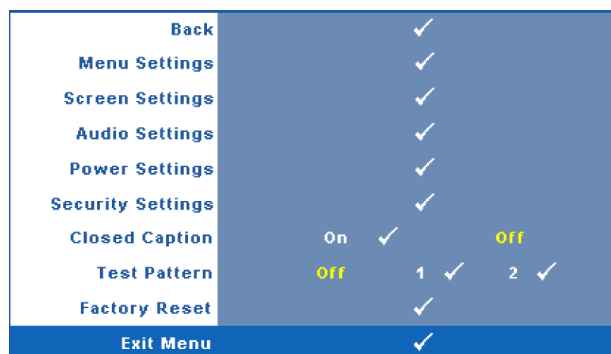 Back ✓
Menu Settings ✓
Screen Settings ✓
Audio Settings ✓
Power Settings ✓
Security Settings ✓
Closed Caption On ✓ Off
Test Pattern Off 1 ✓ 2 ✓
Factory Reset ✓
Exit Menu ✓